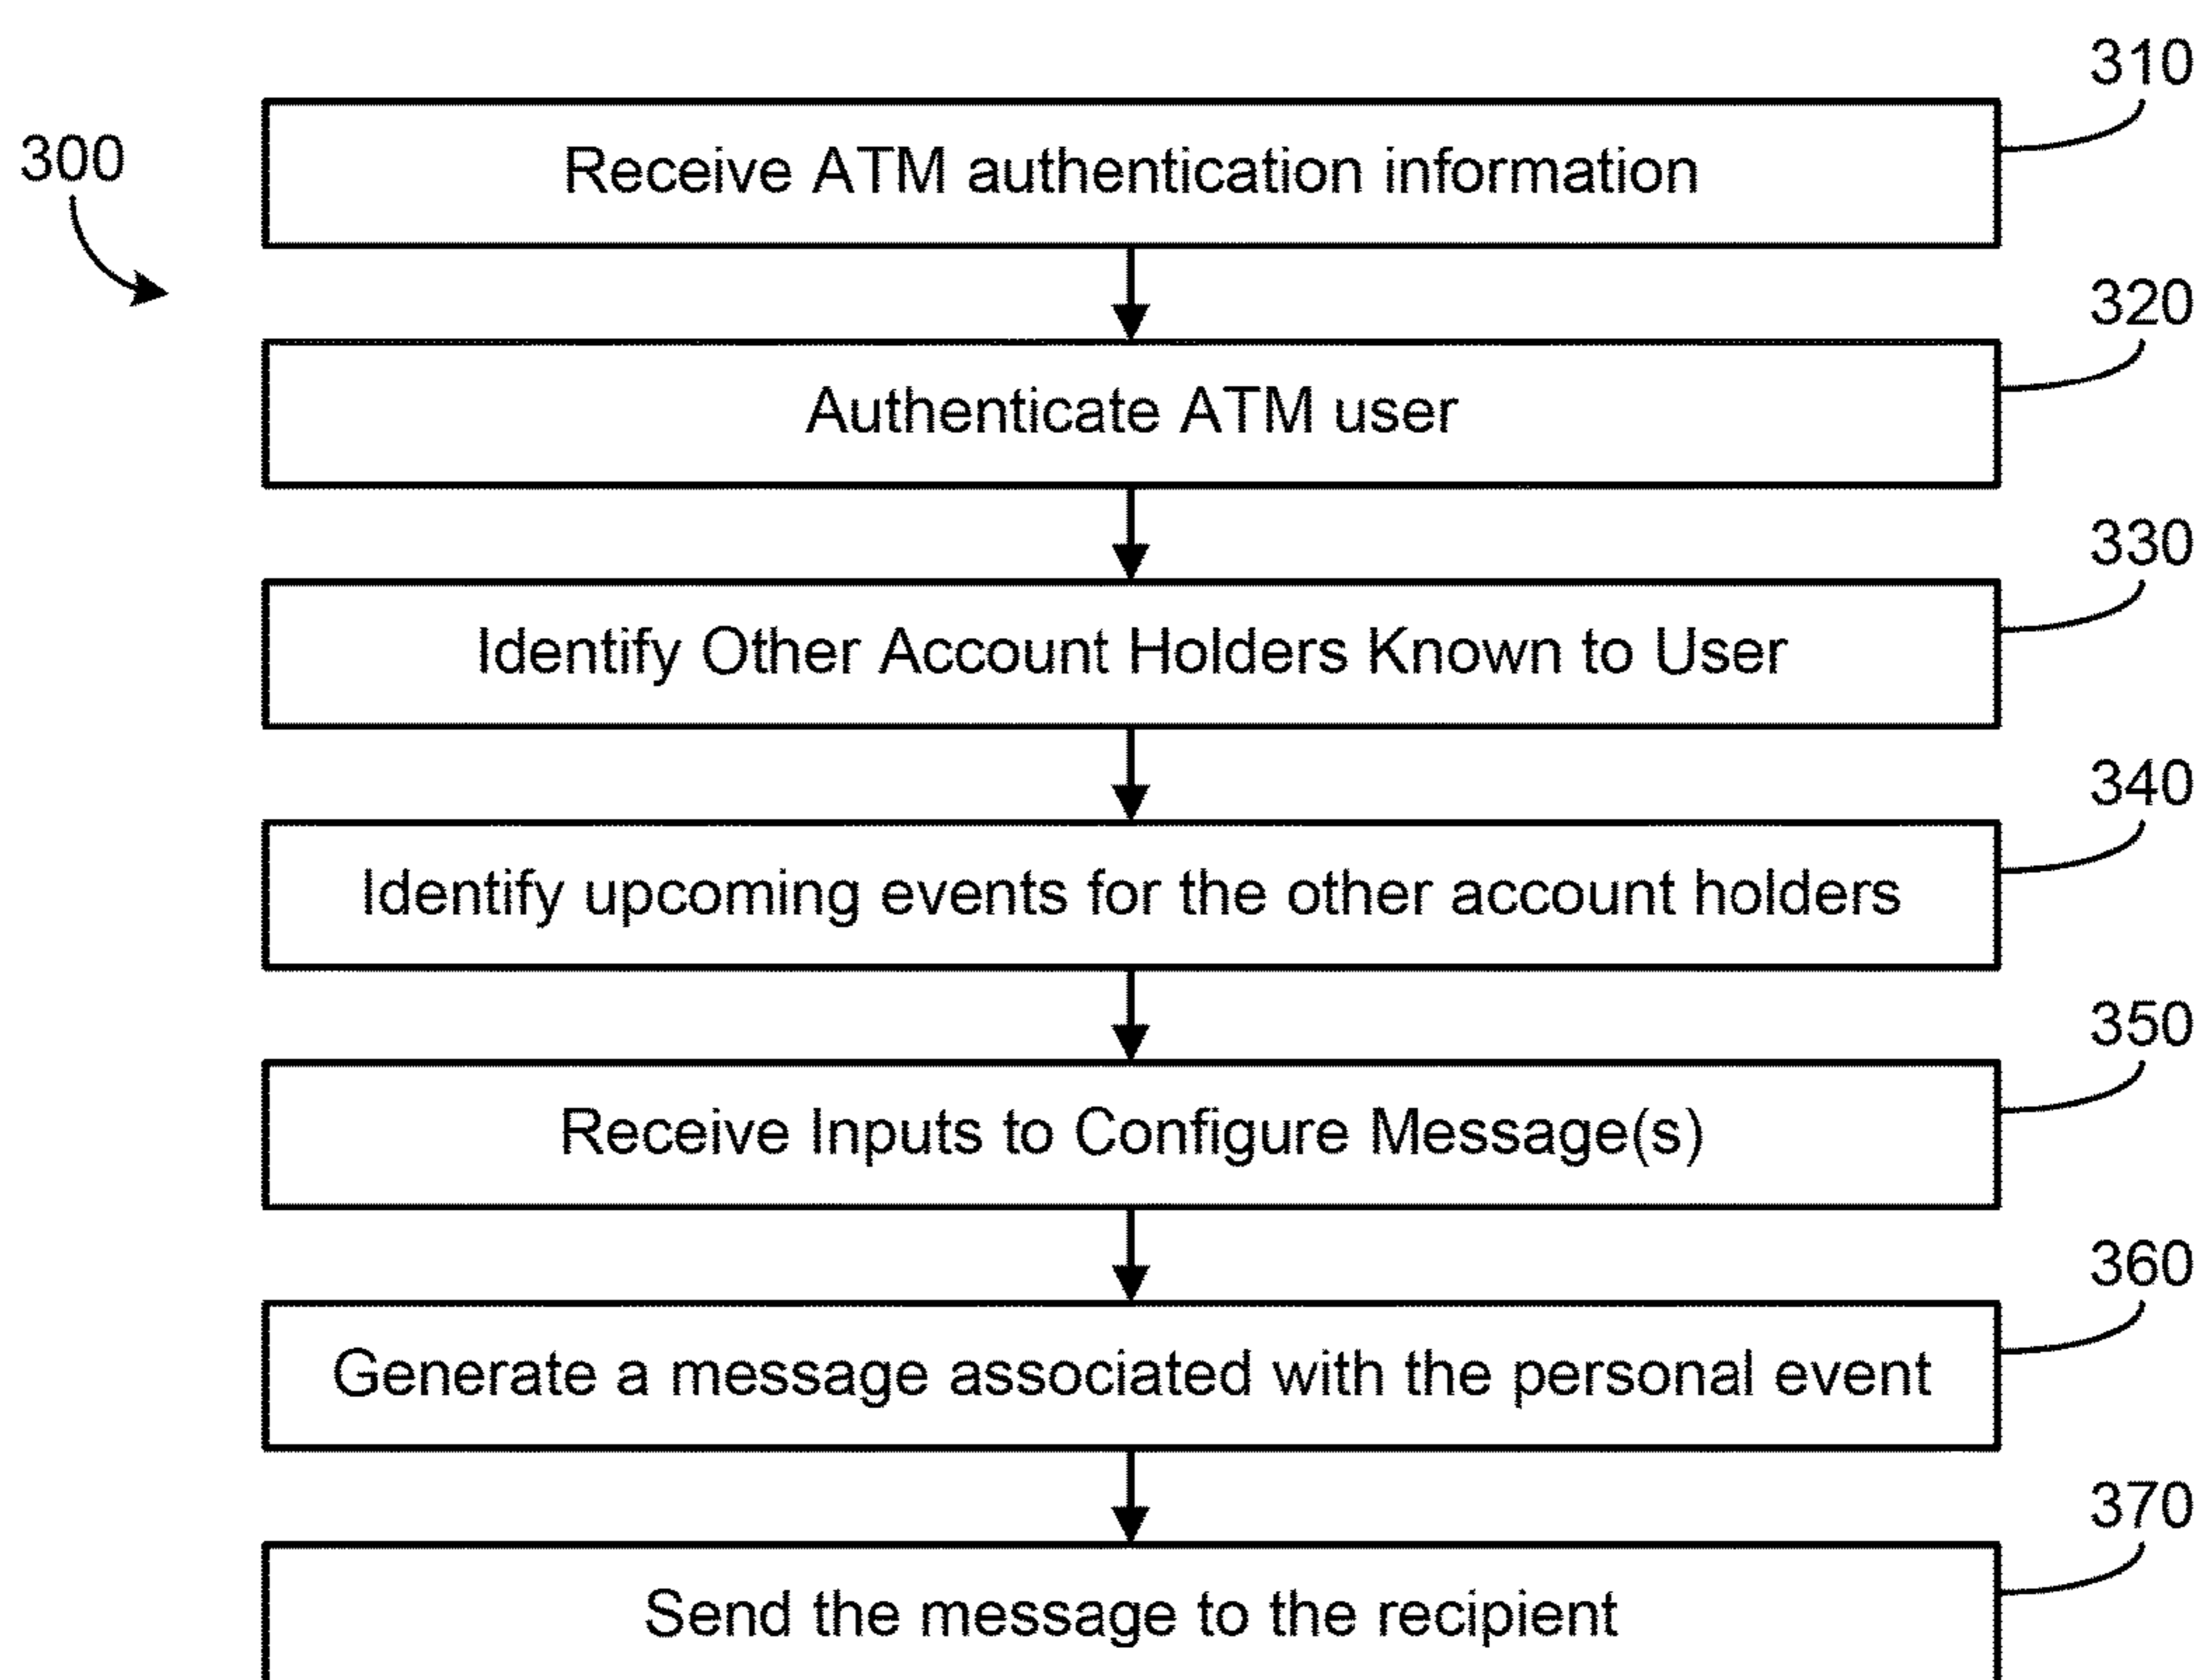 310
300
Receive ATM authentication information
320
Authenticate ATM user
330
Identify Other Account Holders Known to User
340
Identify upcoming events for the other account holders
350
Receive Inputs to Configure Message(s)
360
Generate a message associated with the personal event
370
Send the message to the recipient